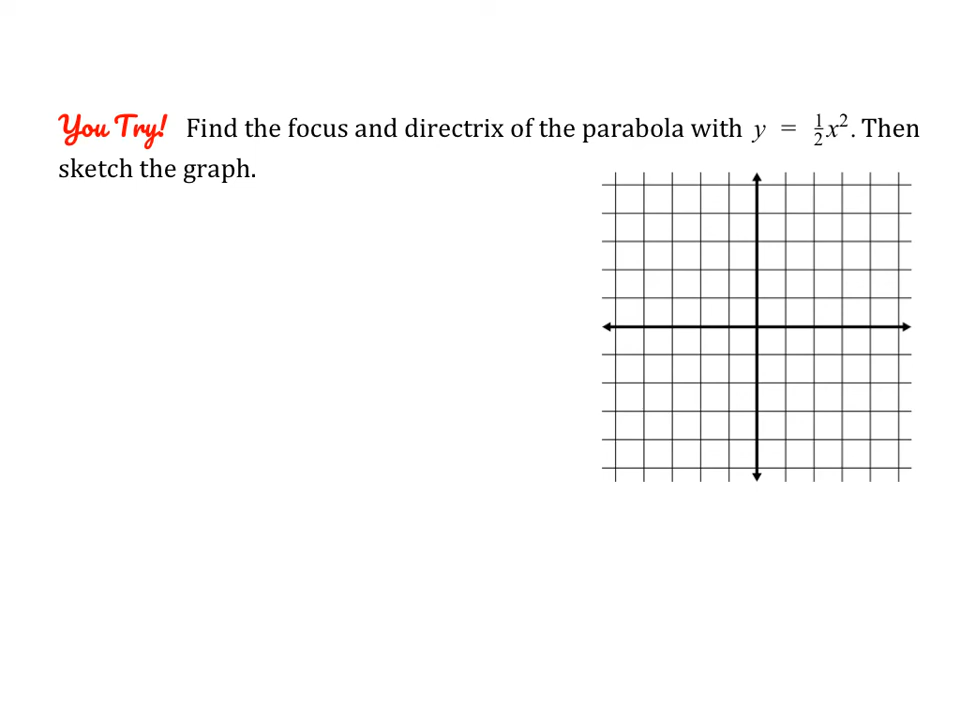 You Try! Find the focus and directrix of the parabola with y = ½x². Then
sketch the graph.